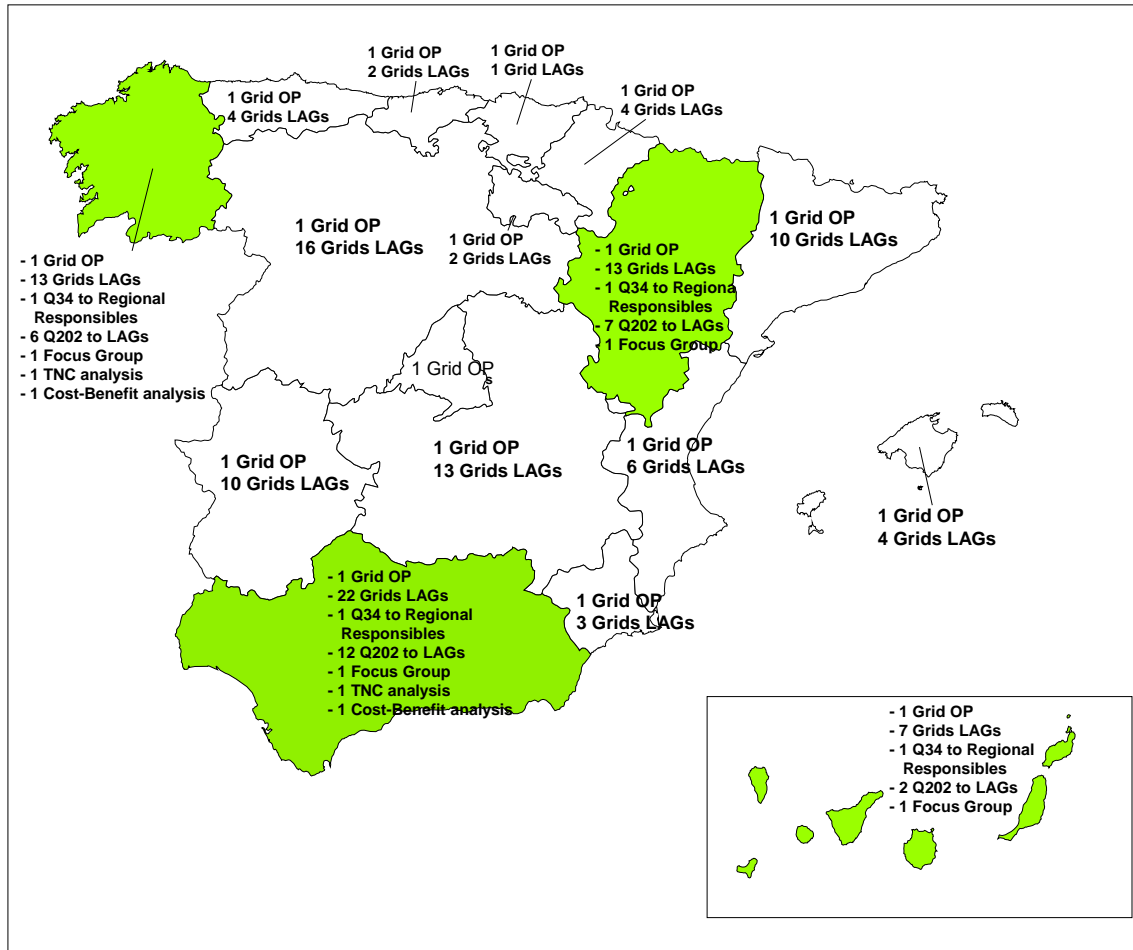 1 Grid OP
2 Grids LAGs
1 Grid OP
1 Grid LAGs
1 Grid OP
4 Grids LAGs
1 Grid OP
4 Grids LAGs
1 Grid OP
16 Grids LAGs
1 Grid OP
2 Grids LAGs
1 Grid OP
10 Grids LAGs
- 1 Grid OP
- 13 Grids LAGs
- 1 Q34 to Regional
Responsibles
- 6 Q202 to LAGs
- 1 Focus Group
- 1 TNC analysis
- 1 Cost-Benefit analysis
- 1 Grid OP
- 13 Grids LAGs
- 1 Q34 to Regional
Responsibles
- 7 Q202 to LAGs
- 1 Focus Group
1 Grid OP
s
1 Grid OP
10 Grids LAGs
1 Grid OP
13 Grids LAGs
1 Grid OP
6 Grids LAGs
1 Grid OP
4 Grids LAGs
- 1 Grid OP
- 22 Grids LAGs
- 1 Q34 to Regional
Responsibles
- 12 Q202 to LAGs
- 1 Focus Group
- 1 TNC analysis
- 1 Cost-Benefit analysis
1 Grid OP
3 Grids LAGs
- 1 Grid OP
- 7 Grids LAGs
- 1 Q34 to Regional
Responsibles
- 2 Q202 to LAGs
- 1 Focus Group